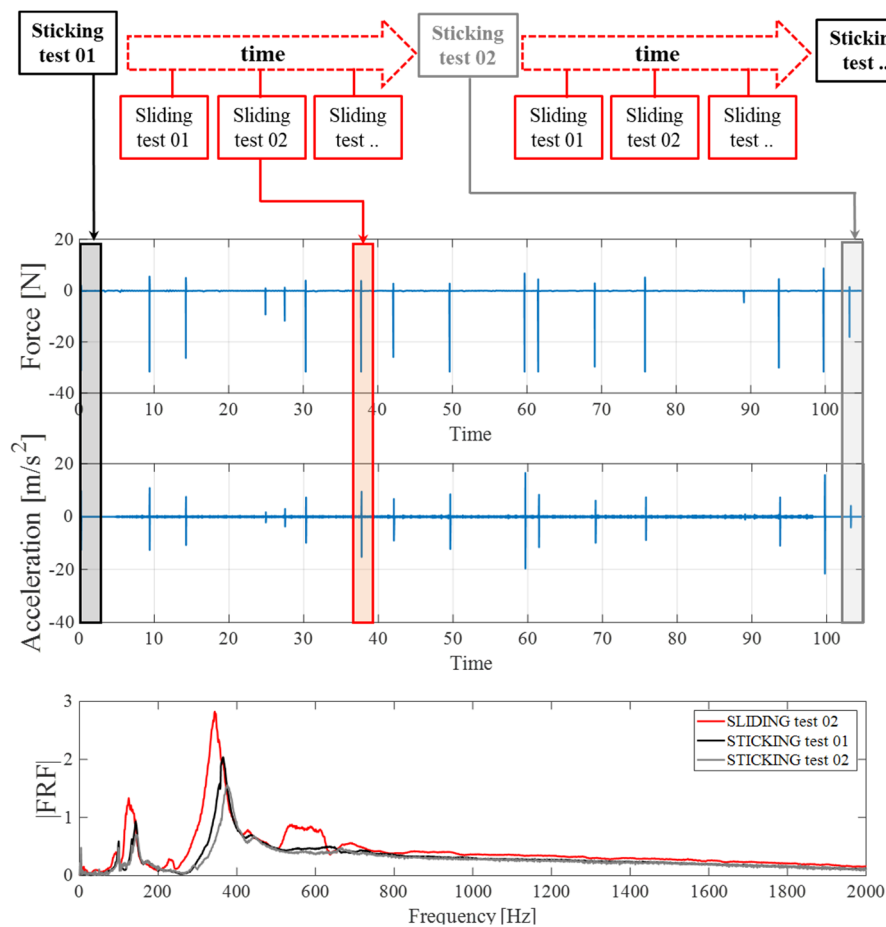 Sticking
test 01
time
Sticking
test 02
time
Stickin
test ..
Sliding
test 01
Sliding
test 02
Sliding
test ..
Sliding
test 01
Sliding
test 02
Sliding
test ..
Force [N]
20
0
-20
-40
10 20 30 40 50 60 70 80 90 100
Time
Acceleration [m/s²]
20
0
-20
-40
0 10 20 30 40 50 60 70 80 90 100
Time
|FRF|
3
2
1
0
SLIDING test 02
STICKING test 01
STICKING test 02
0 200 400 600 800 1000 1200 1400 1600 1800 2000
Frequency [Hz]